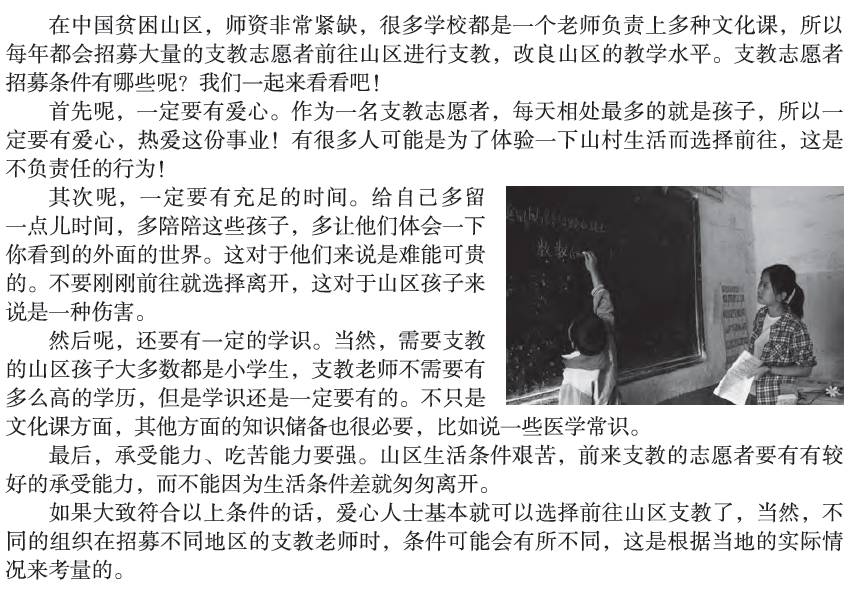 在中国贫困山区，师资非常紧缺，很多学校都是一个老师负责上多种文化课，所以
每年都会招募大量的支教志愿者前往山区进行支教，改良山区的教学水平。支教志愿者
招募条件有哪些呢？我们一起来看看吧！
首先呢，一定要有爱心。作为一名支教志愿者，每天相处最多的就是孩子，所以一
定要有爱心，热爱这份事业！有很多人可能是为了体验一下山村生活而选择前往，这是
不负责任的行为！
其次呢，一定要有充足的时间。给自己多留
一点儿时间，多陪陪这些孩子，多让他们体会一下
你看到的外面的世界。这对于他们来说是难能可贵
的。不要刚刚前往就选择离开，这对于山区孩子来
说是一种伤害。
然后呢，还要有一定的学识。当然，需要支教
的山区孩子大多数都是小学生，支教老师不需要有
多么高的学历，但是学识还是一定要有的。不只是
文化课方面，其他方面的知识储备也很必要，比如说一些医学常识。
最后，承受能力、吃苦能力要强。山区生活条件艰苦，前来支教的志愿者要有有较
好的承受能力，而不能因为生活条件差就匆匆离开。
如果大致符合以上条件的话，爱心人士基本就可以选择前往山区支教了，当然，不
同的组织在招募不同地区的支教老师时，条件可能会有所不同，这是根据当地的实际情
况来考量的。